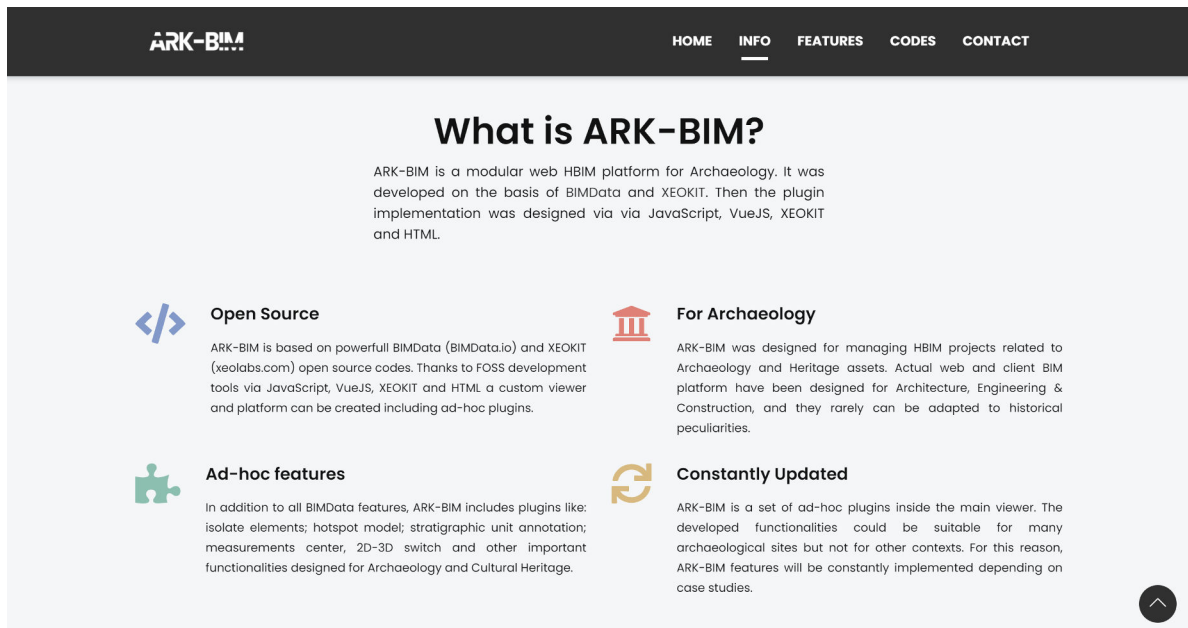 ARK-BIM
HOME INFO FEATURES CODES CONTACT
What is ARK-BIM?
ARK-BIM is a modular web HBIM platform for Archaeology. It was
developed on the basis of BIMData and XEOKIT. Then the plugin
implementation was designed via via JavaScript, VueJS, XEOKIT
and HTML.
Open Source
ARK-BIM is based on powerfull BIMData (BIMData.io) and XEOKIT
(xeolabs.com) open source codes. Thanks to FOSS development
tools via JavaScript, VueJS, XEOKIT and HTML a custom viewer
and platform can be created including ad-hoc plugins.
For Archaeology
ARK-BIM was designed for managing HBIM projects related to
Archaeology and Heritage assets. Actual web and client BIM
platform have been designed for Architecture, Engineering &
Construction, and they rarely can be adapted to historical
peculiarities.
Ad-hoc features
In addition to all BIMData features, ARK-BIM includes plugins like:
isolate elements; hotspot model; stratigraphic unit annotation;
measurements center, 2D-3D switch and other important
functionalities designed for Archaeology and Cultural Heritage.
Constantly Updated
ARK-BIM is a set of ad-hoc plugins inside the main viewer. The
developed functionalities could be suitable for many
archaeological sites but not for other contexts. For this reason,
ARK-BIM features will be constantly implemented depending on
case studies.